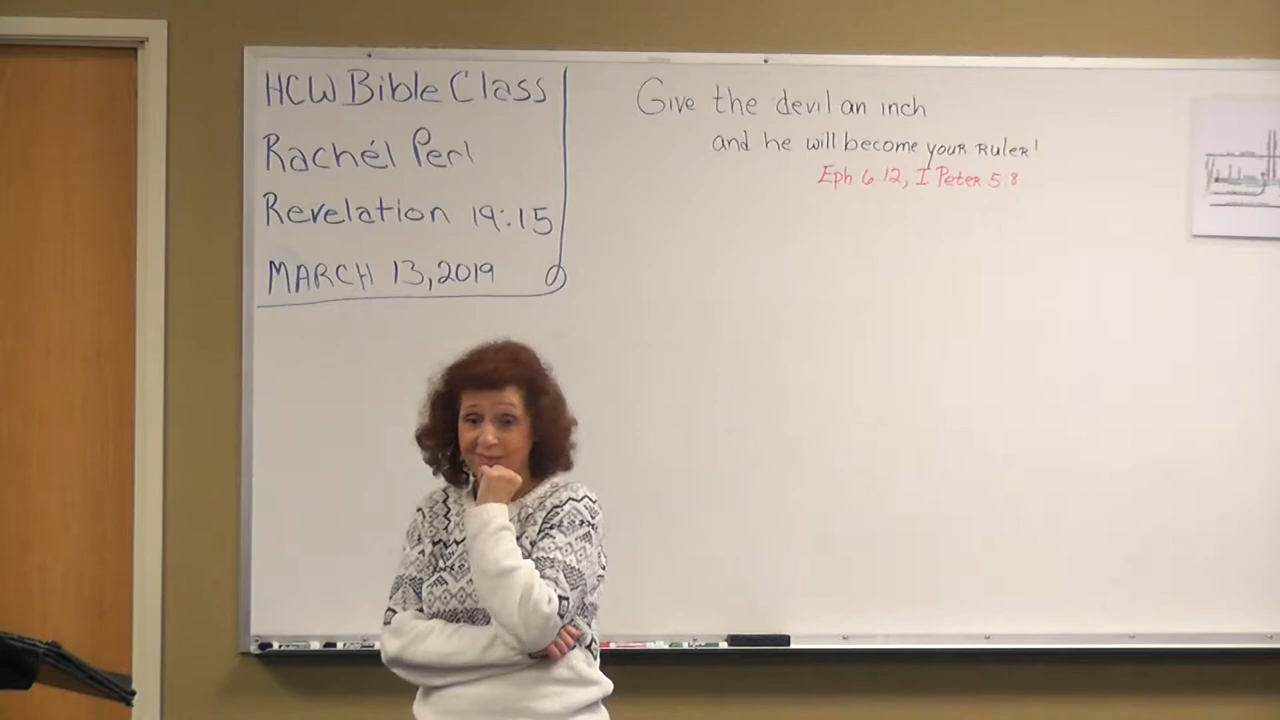 HCW Bible Class
Rachél Perl
Revelation 19:15
MARCH 13, 2019
Give the devil an inch
and he will become your RULER!
Eph 6 12, I Peter 5 8